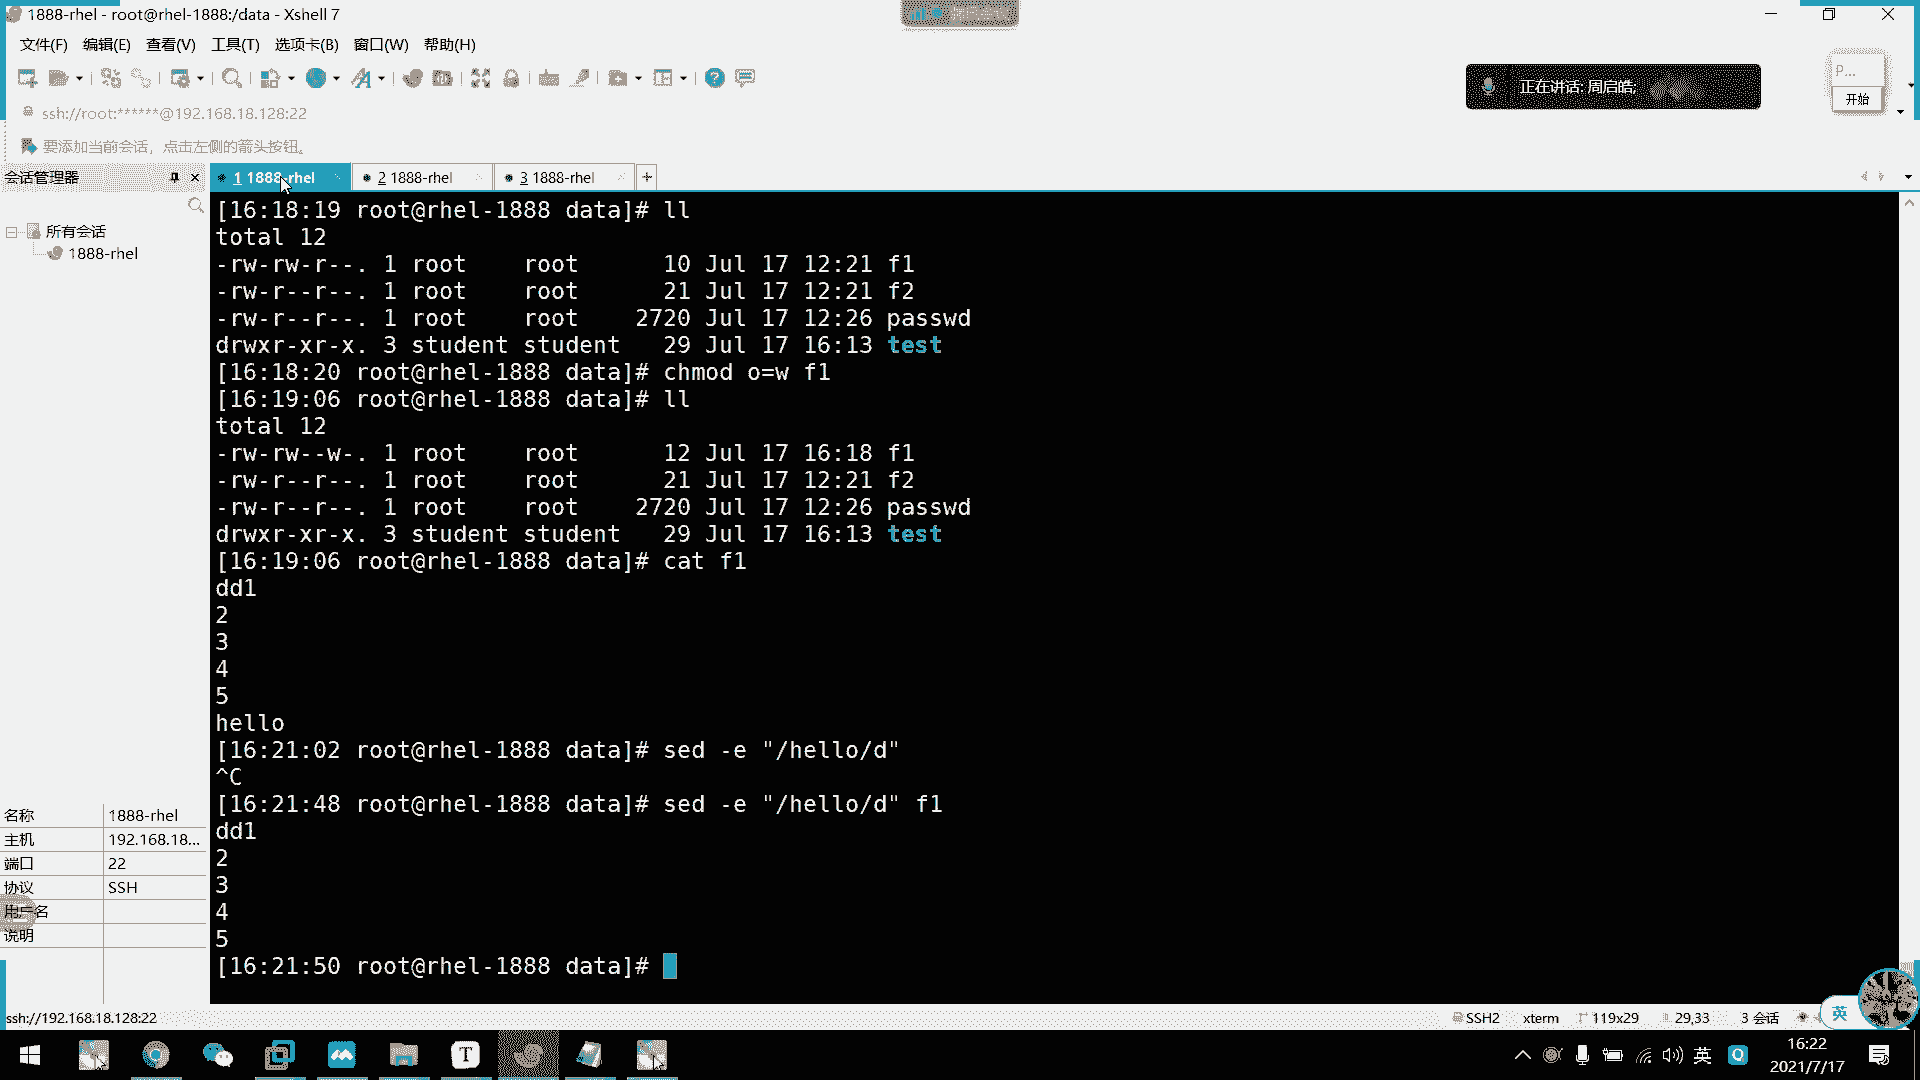 1888-rhel - root@rhel-1888:/data - Xshell 7
文件(F) 编辑(E) 查看(V) 工具(T) 选项卡(B) 窗口(W) 帮助(H)
正在讲话: 周启皓;
P...
开始
ssh://root:******@192.168.18.128:22
要添加当前会话，点击左侧的箭头按钮。
会话管理器
1 1888-rhel
2 1888-rhel
3 1888-rhel
所有会话
1888-rhel
[16:18:19 root@rhel-1888 data]# ll
total 12
-rw-rw-r--. 1 root    root      10 Jul 17 12:21 f1
-rw-r--r--. 1 root    root      21 Jul 17 12:21 f2
-rw-r--r--. 1 root    root    2720 Jul 17 12:26 passwd
drwxr-xr-x. 3 student student   29 Jul 17 16:13 test
[16:18:20 root@rhel-1888 data]# chmod o=w f1
[16:19:06 root@rhel-1888 data]# ll
total 12
-rw-rw--w-. 1 root    root      12 Jul 17 16:18 f1
-rw-r--r--. 1 root    root      21 Jul 17 12:21 f2
-rw-r--r--. 1 root    root    2720 Jul 17 12:26 passwd
drwxr-xr-x. 3 student student   29 Jul 17 16:13 test
[16:19:06 root@rhel-1888 data]# cat f1
dd1
2
3
4
5
hello
[16:21:02 root@rhel-1888 data]# sed -e "/hello/d"
^C
[16:21:48 root@rhel-1888 data]# sed -e "/hello/d" f1
dd1
2
3
4
5
[16:21:50 root@rhel-1888 data]#
名称 1888-rhel
主机 192.168.18...
端口 22
协议 SSH
用户名
说明
ssh://192.168.18.128:22
SSH2 xterm 119x29 29,33 3 会话
英
英
16:22
2021/7/17